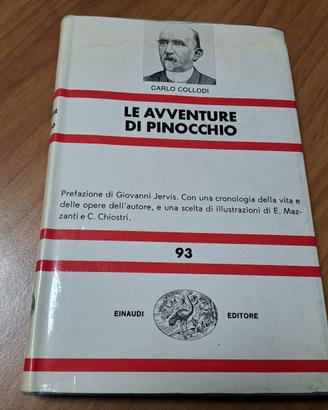 CARLO COLLODI
LE AVVENTURE
DI PINOCCHIO
Prefazione di Giovanni Jervis. Con una cronologia della vita e
delle opere dell'autore, e una scelta di illustrazioni di E. Maz-
zanti e C. Chiostri.
93
EINAUDI EDITORE